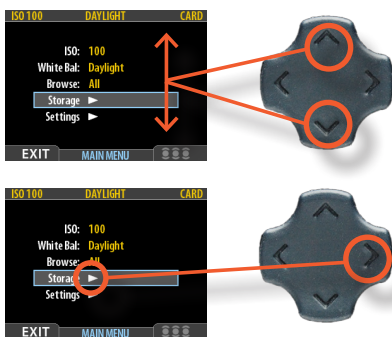 ISO 100 DAYLIGHT CARD
ISO: 100
White Bal: Daylight
Browse: All
Storage
Settings
EXIT MAIN MENU
ISO 100 DAYLIGHT CARD
ISO: 100
White Bal: Daylight
Browse: All
Storage
Settings
EXIT MAIN MENU